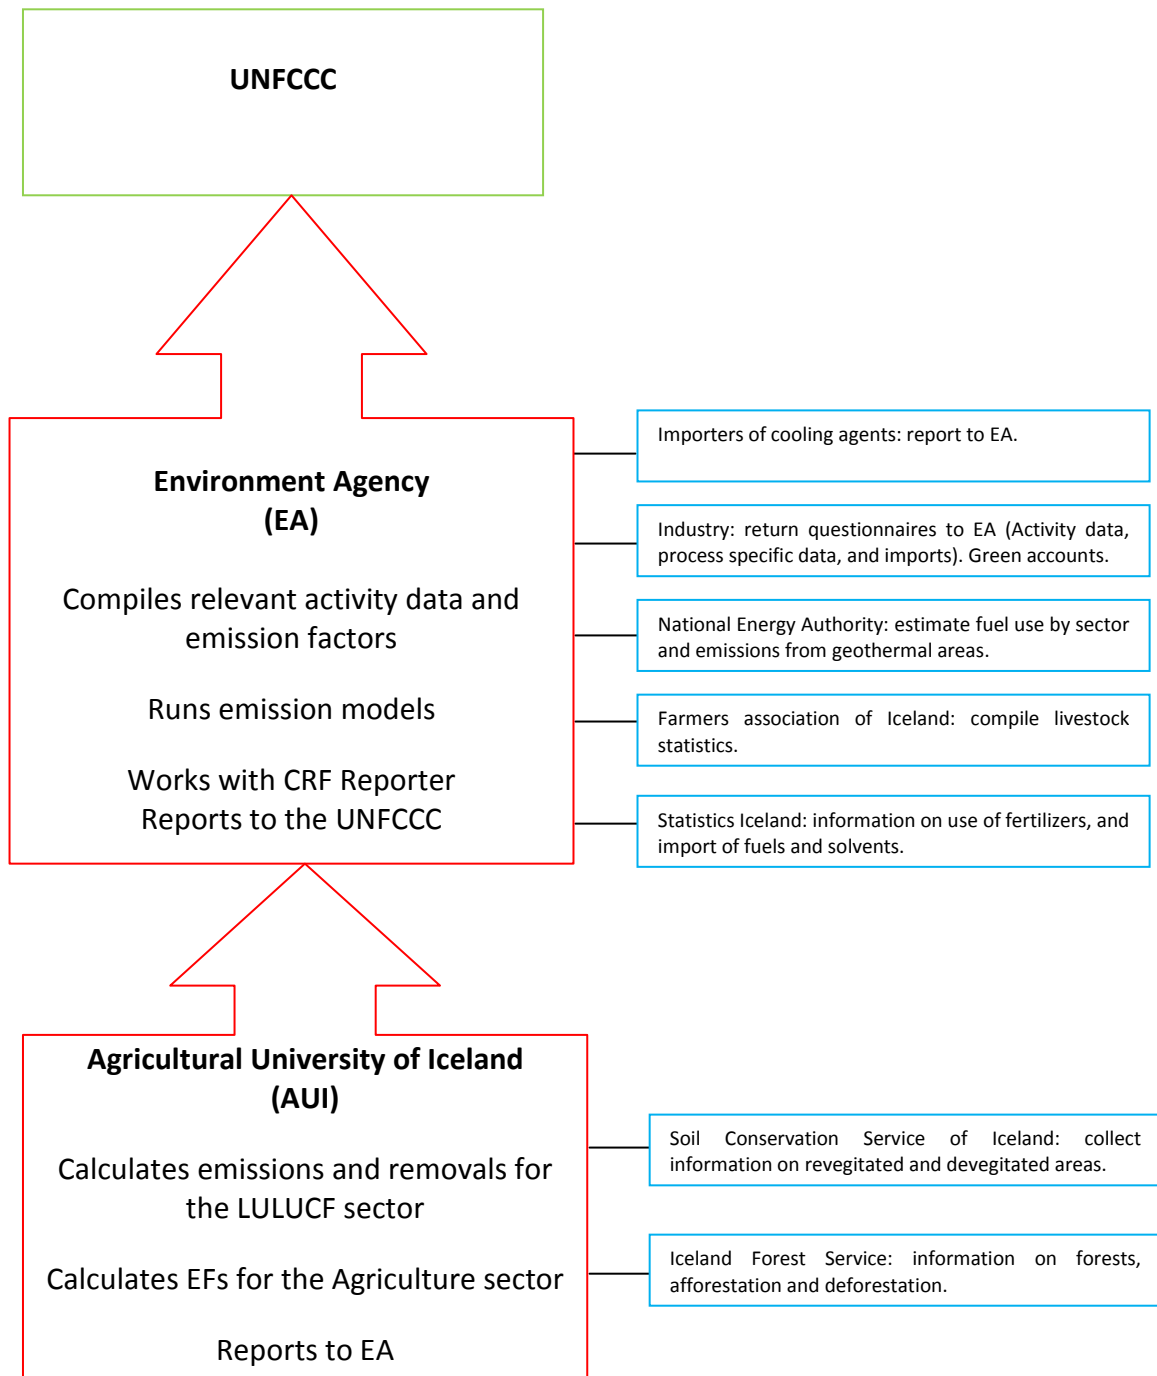 UNFCCC
Environment Agency
(EA)
Compiles relevant activity data and
emission factors
Runs emission models
Works with CRF Reporter
Reports to the UNFCCC
Importers of cooling agents: report to EA.
Industry: return questionnaires to EA (Activity data,
process specific data, and imports). Green accounts.
National Energy Authority: estimate fuel use by sector
and emissions from geothermal areas.
Farmers association of Iceland: compile livestock
statistics.
Statistics Iceland: information on use of fertilizers, and
import of fuels and solvents.
Agricultural University of Iceland
(AUI)
Calculates emissions and removals for
the LULUCF sector
Calculates EFs for the Agriculture sector
Reports to EA
Soil Conservation Service of Iceland: collect
information on revegitated and devegitated areas.
Iceland Forest Service: information on forests,
afforestation and deforestation.